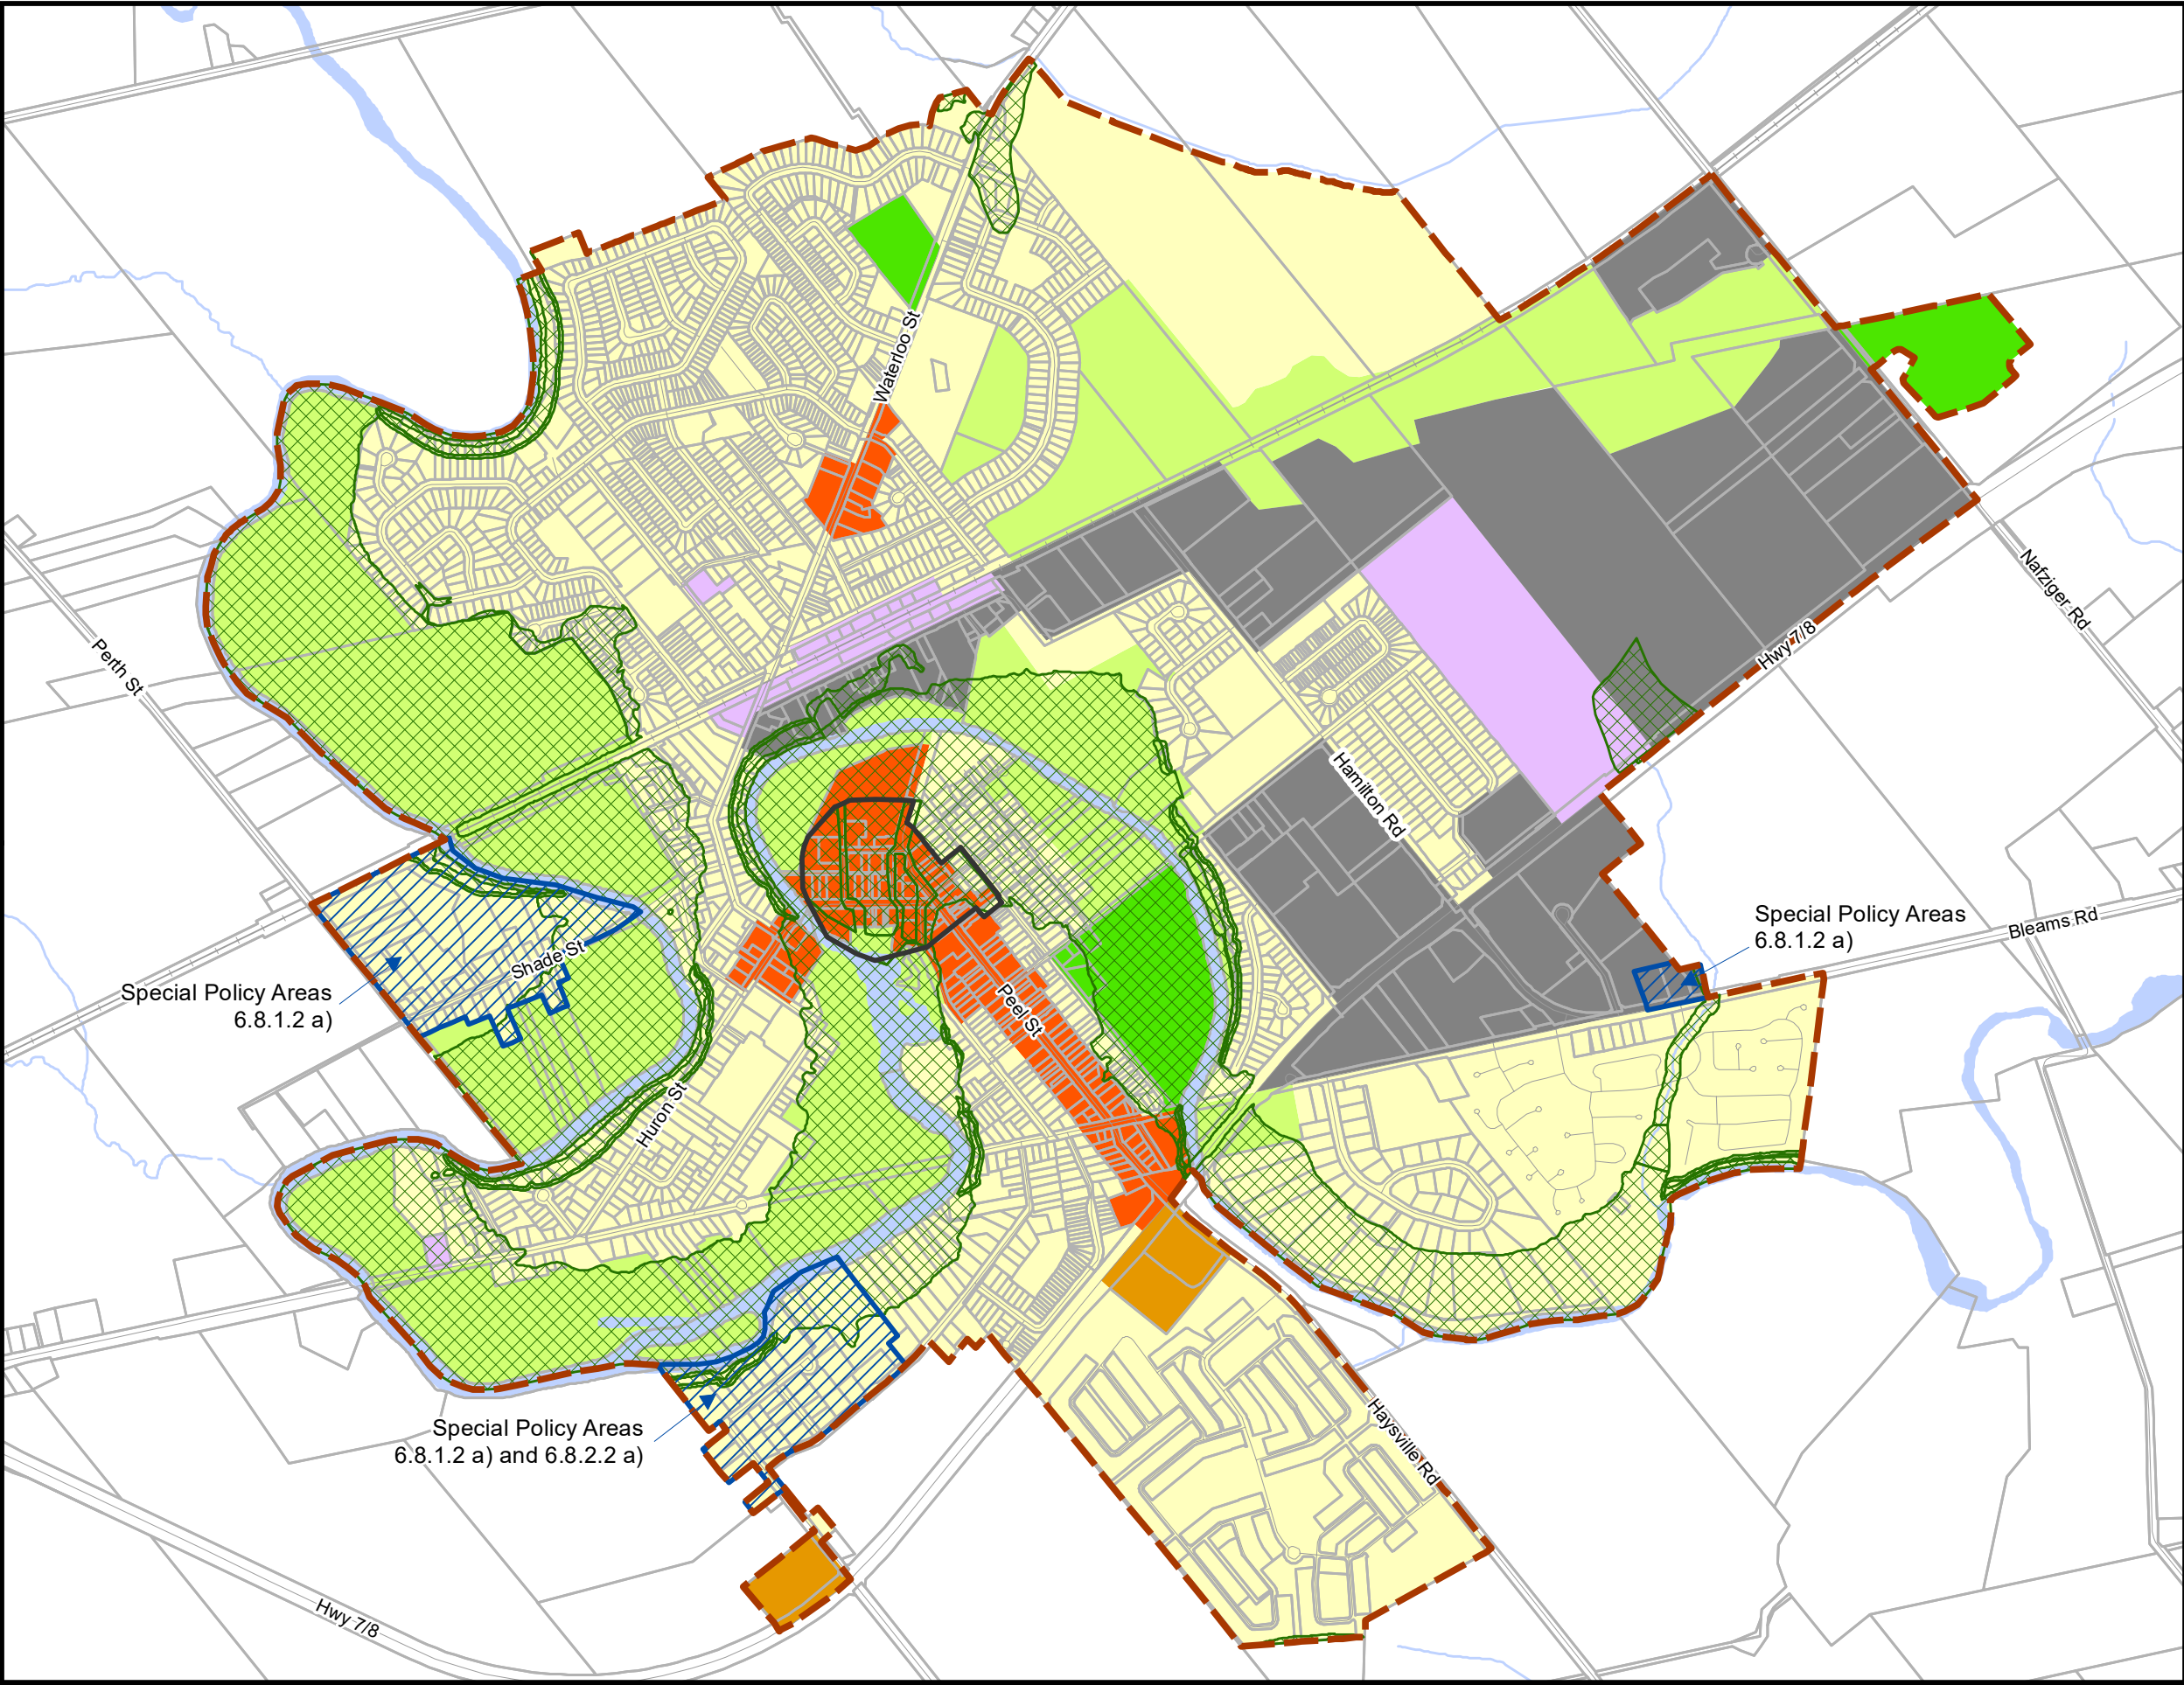 Waterloo St
Nafziger Rd
Hwy 7/8
Perth St
Hamilton Rd
Special Policy Areas
6.8.1.2 a)
Bleams Rd
Shade St
Special Policy Areas
6.8.1.2 a)
Peel St
Huron St
Special Policy Areas
6.8.1.2 a) and 6.8.2.2 a)
Haysville Rd
Hwy 7/8